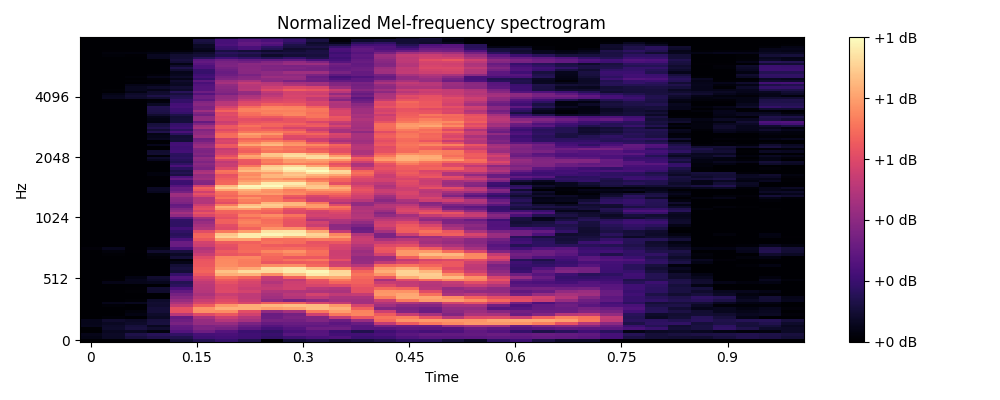 Normalized Mel-frequency spectrogram
Hz
4096
2048
1024
512
0
0 0.15 0.3 0.45 0.6 0.75 0.9
Time
+1 dB
+1 dB
+1 dB
+0 dB
+0 dB
+0 dB